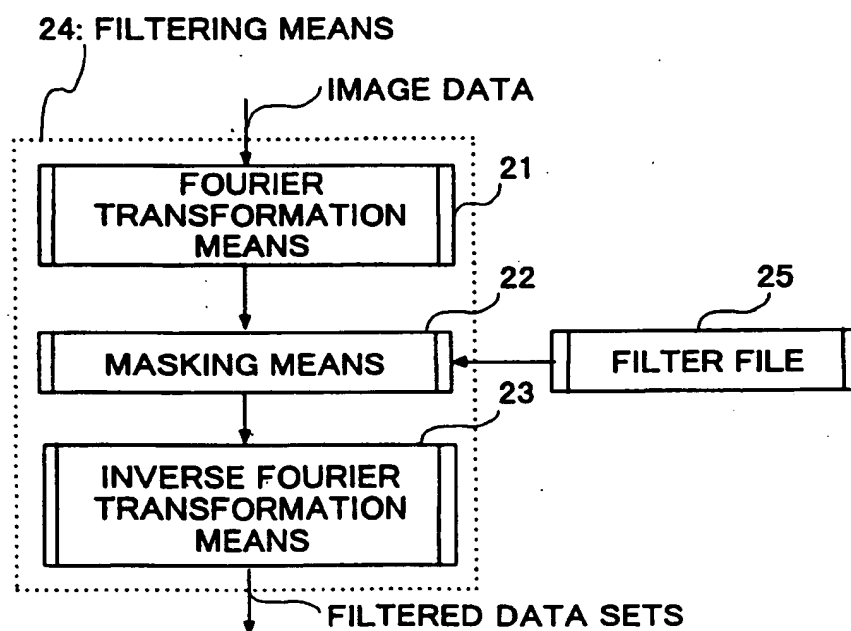 24: FILTERING MEANS
IMAGE DATA
21
FOURIER
TRANSFORMATION
MEANS
22
25
MASKING MEANS
FILTER FILE
23
INVERSE FOURIER
TRANSFORMATION
MEANS
FILTERED DATA SETS